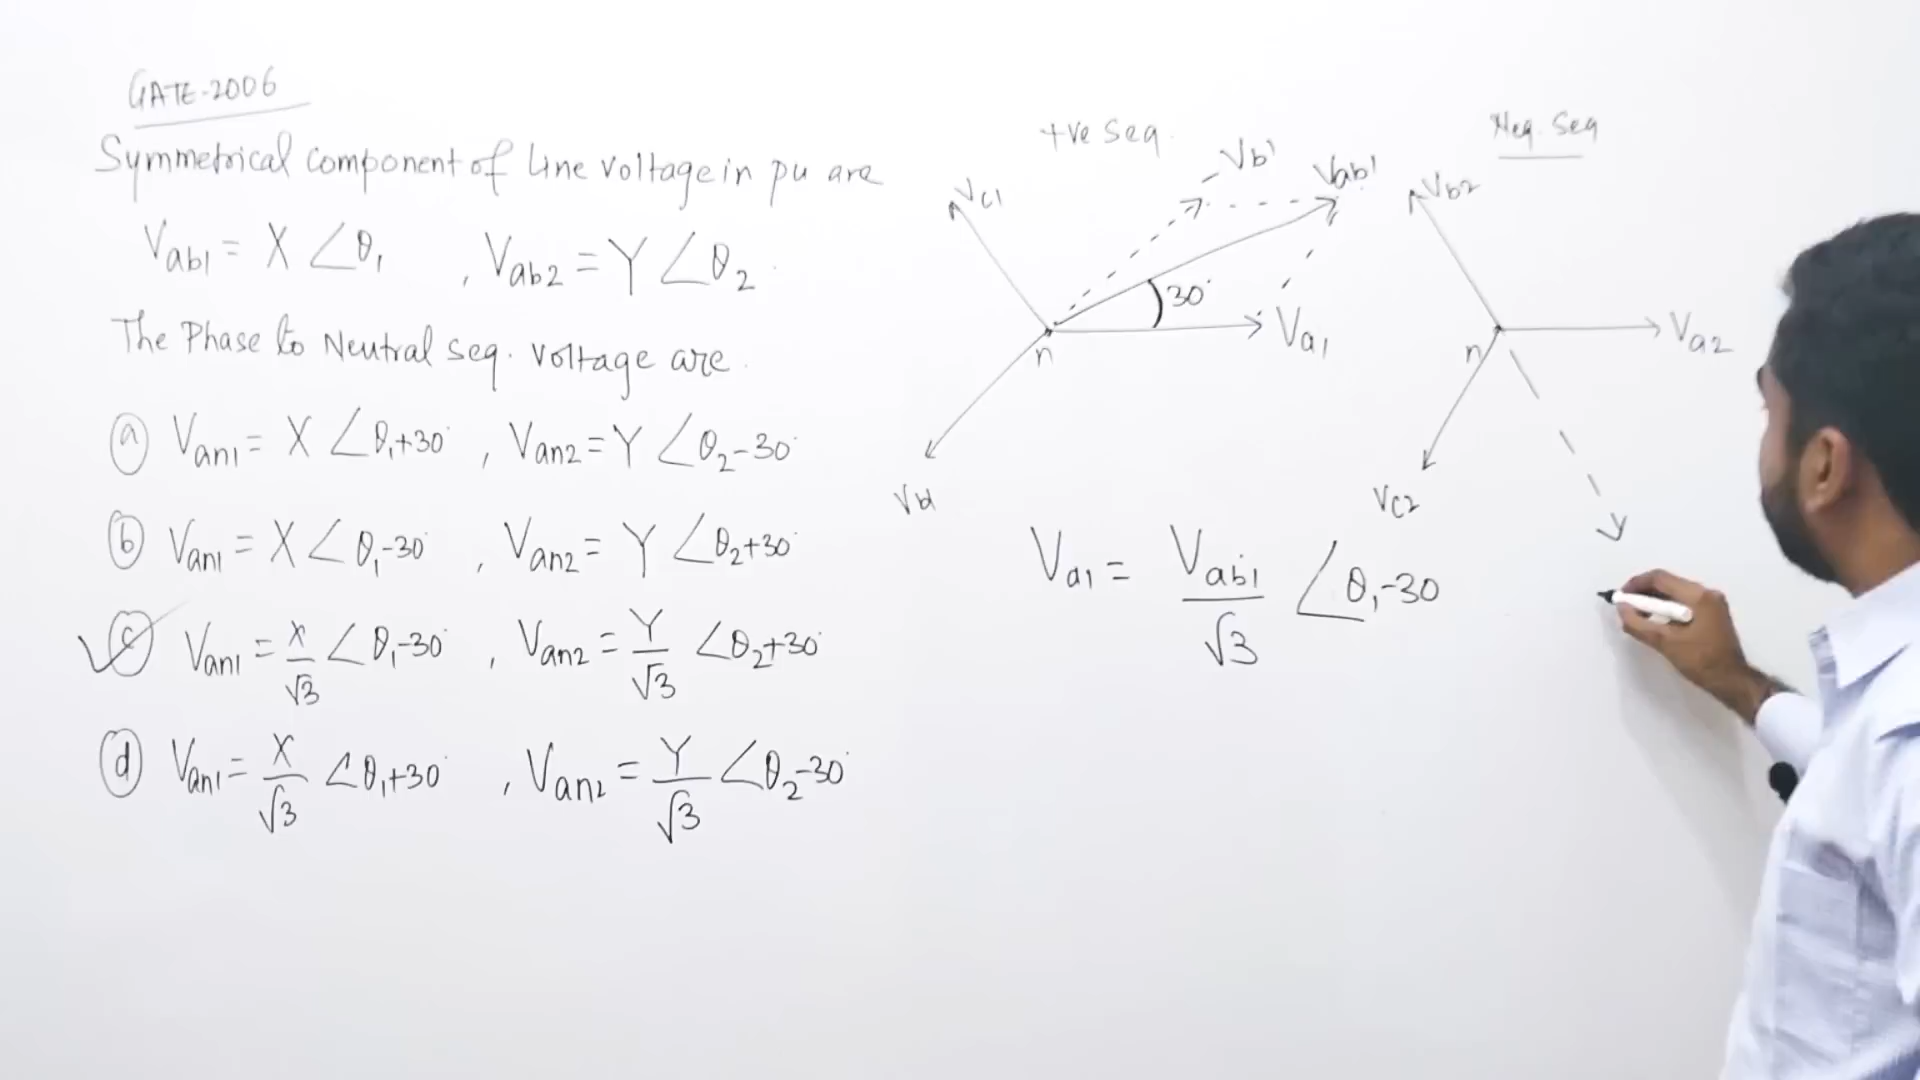 GATE-2006
Symmetrical component of Line voltage in pu are
Vab1 = X ∠θ1 , Vab2 = Y ∠θ2
The Phase to Neutral seq. voltage are
(a) Van1 = X ∠θ1+30° , Van2 = Y ∠θ2-30°
(b) Van1 = X ∠θ1-30° , Van2 = Y ∠θ2+30°
(c) Van1 = X/√3 ∠θ1-30° , Van2 = Y/√3 ∠θ2+30°
(d) Van1 = X/√3 ∠θ1+30° , Van2 = Y/√3 ∠θ2-30°
+ve seq.
Vc1
-Vb1
Vab1
30°
n
Va1
Vb1
Va1 = Vab1/√3 ∠θ1-30
Neg. Seq
Vb2
Va2
n
Vc2